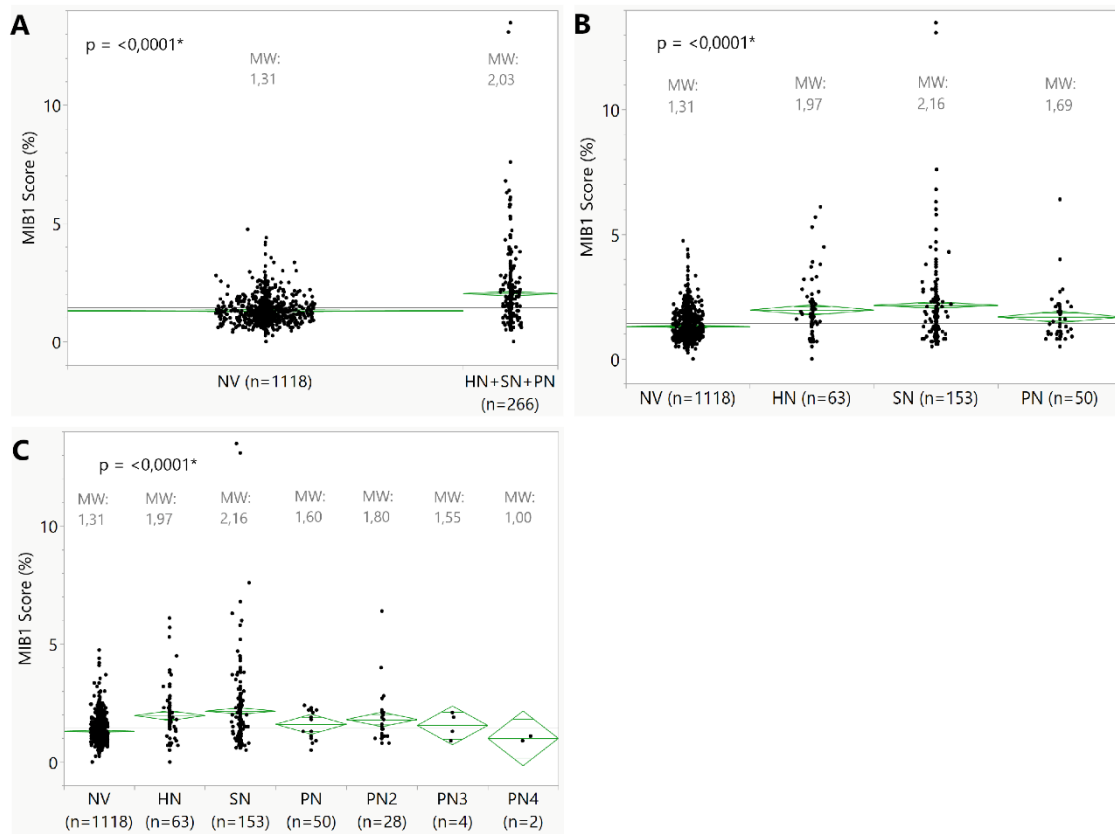 A
p = <0,0001*
MW:
1,31
MW:
2,03
10
5
0
MIB1 Score (%)
NV (n=1118)
HN+SN+PN
(n=266)
B
p = <0,0001*
MW:
1,31
MW:
1,97
MW:
2,16
MW:
1,69
10
5
0
MIB1 Score (%)
NV (n=1118)
HN (n=63)
SN (n=153)
PN (n=50)
C
p = <0,0001*
MW:
1,31
MW:
1,97
MW:
2,16
MW:
1,60
MW:
1,80
MW:
1,55
MW:
1,00
10
5
0
MIB1 Score (%)
NV
(n=1118)
HN
(n=63)
SN
(n=153)
PN
(n=50)
PN2
(n=28)
PN3
(n=4)
PN4
(n=2)